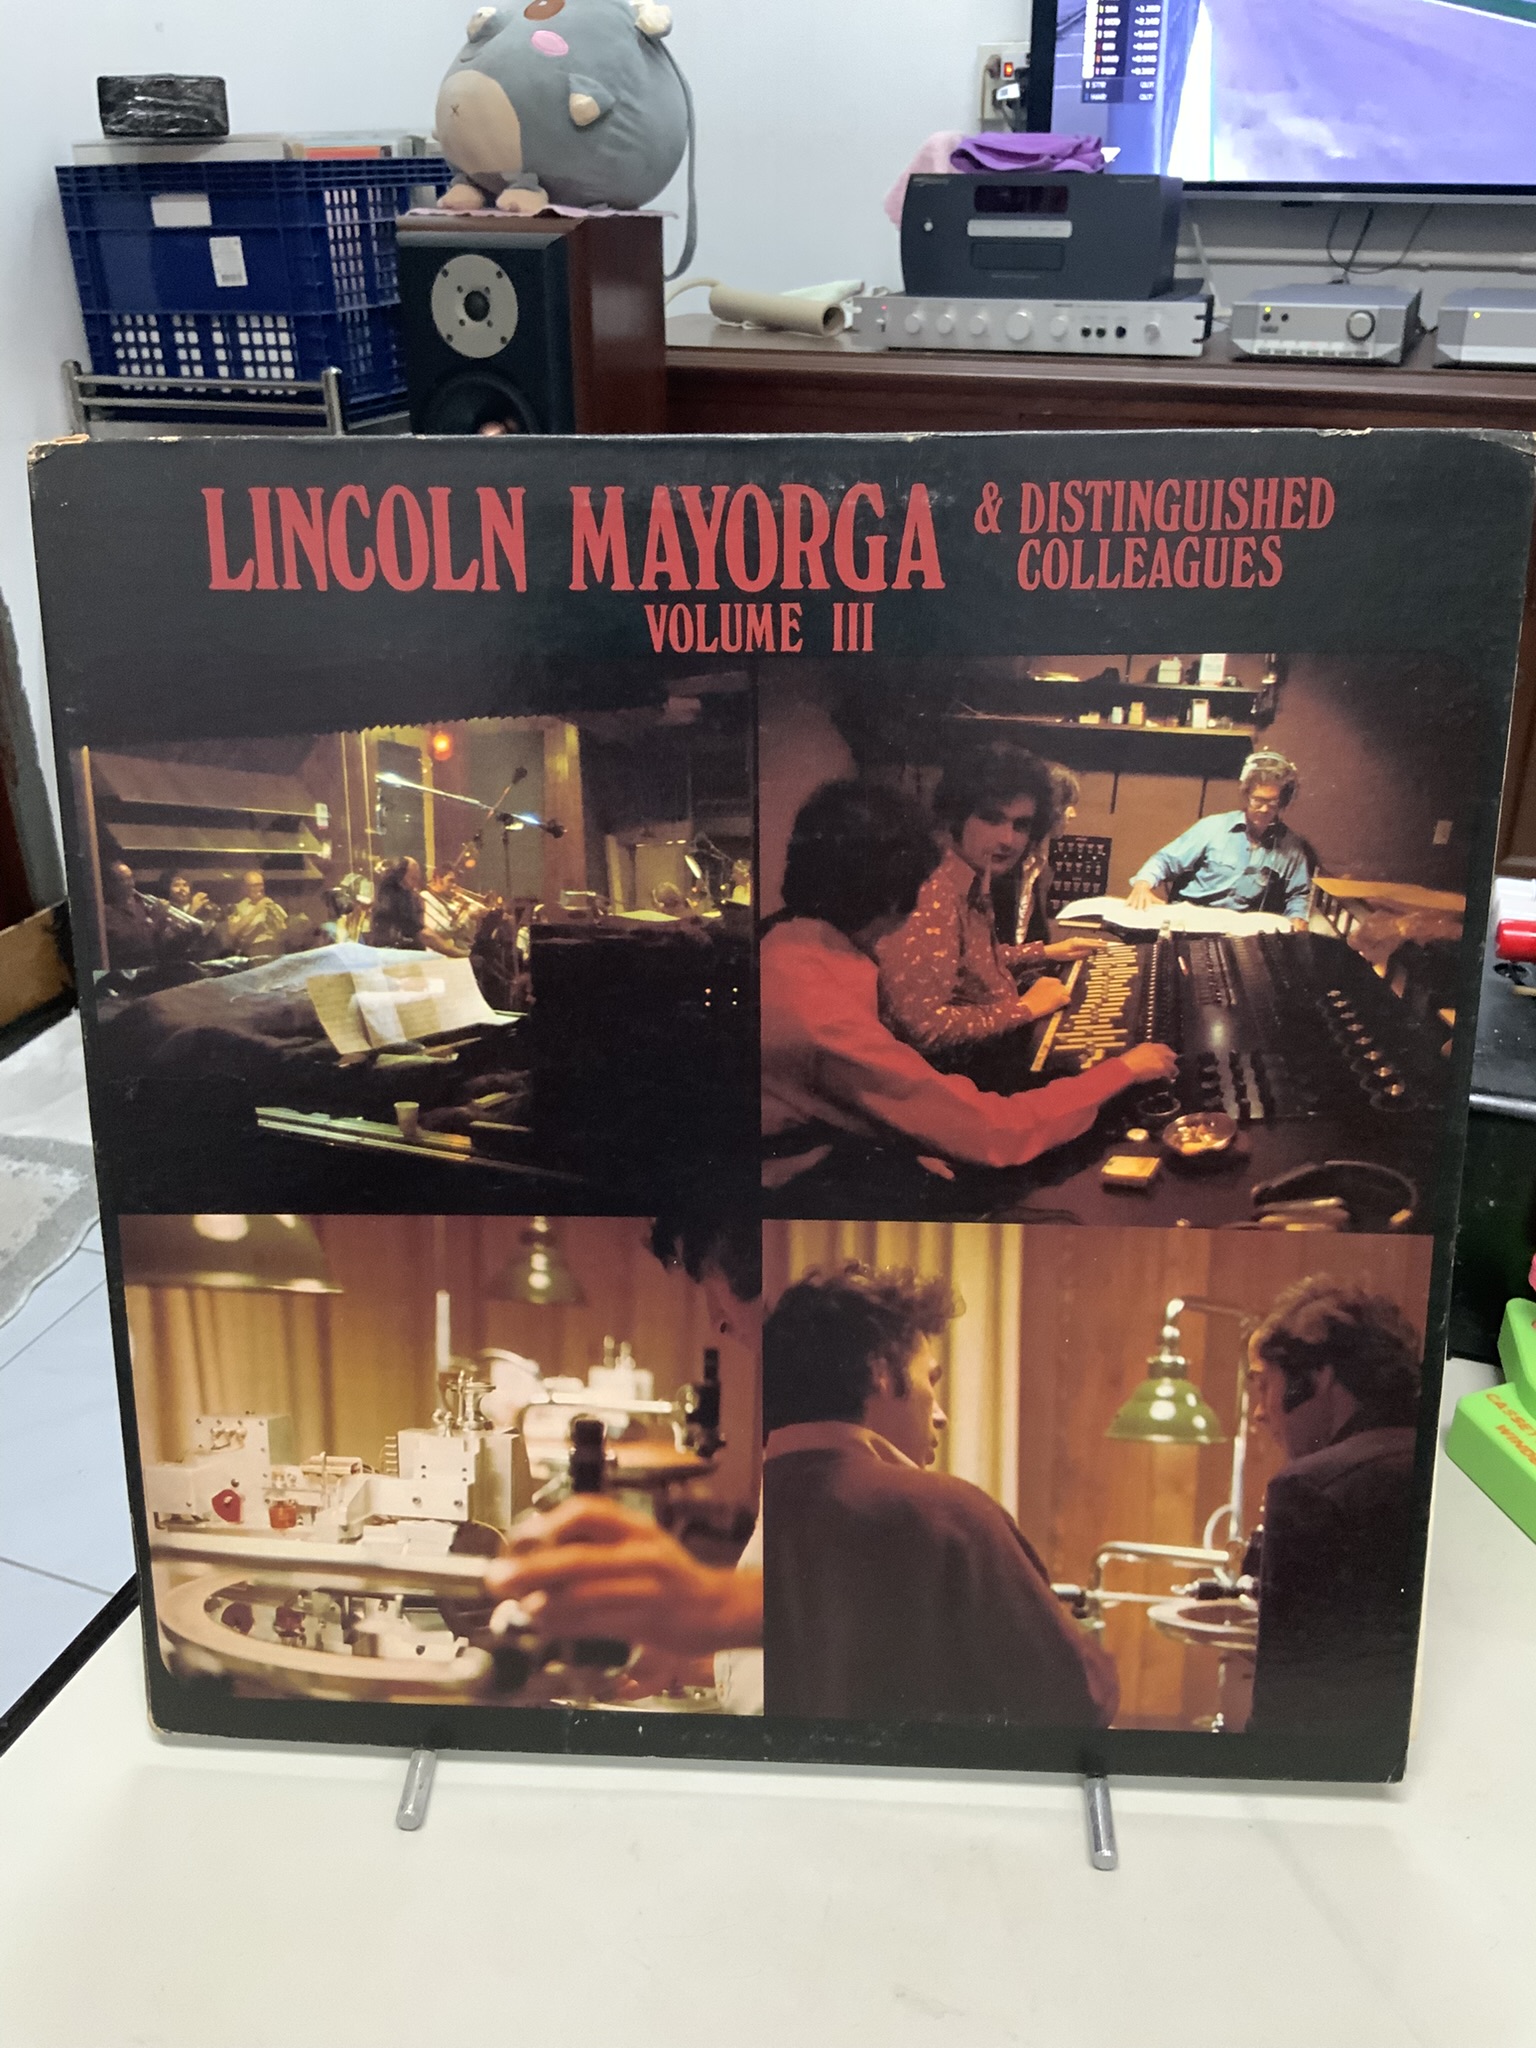 LINCOLN MAYORGA & DISTINGUISHED
COLLEAGUES
VOLUME III